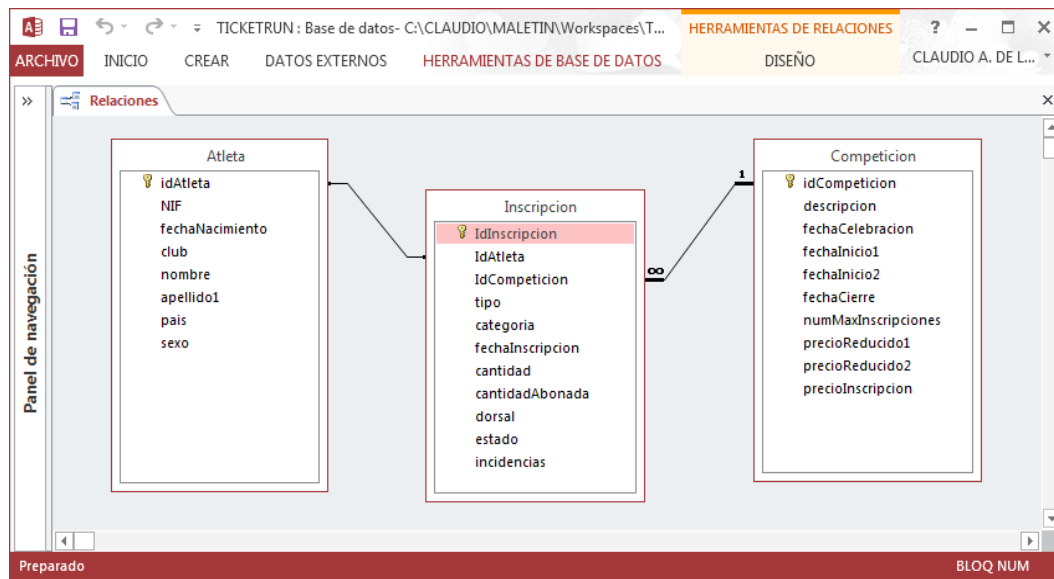 TICKETRUN : Base de datos- C:\CLAUDIO\MALETIN\Workspaces\T...
HERRAMIENTAS DE RELACIONES
?
ARCHIVO INICIO CREAR DATOS EXTERNOS HERRAMIENTAS DE BASE DE DATOS DISEÑO CLAUDIO A. DE L...
Relaciones
Panel de navegación
Atleta
idAtleta
NIF
fechaNacimiento
club
nombre
apellido1
pais
sexo
Inscripcion
IdInscripcion
IdAtleta
IdCompeticion
tipo
categoria
fechaInscripcion
cantidad
cantidadAbonada
dorsal
estado
incidencias
1
∞
Competicion
idCompeticion
descripcion
fechaCelebracion
fechaInicio1
fechaInicio2
fechaCierre
numMaxInscripciones
precioReducido1
precioReducido2
precioInscripcion
Preparado
BLOQ NUM